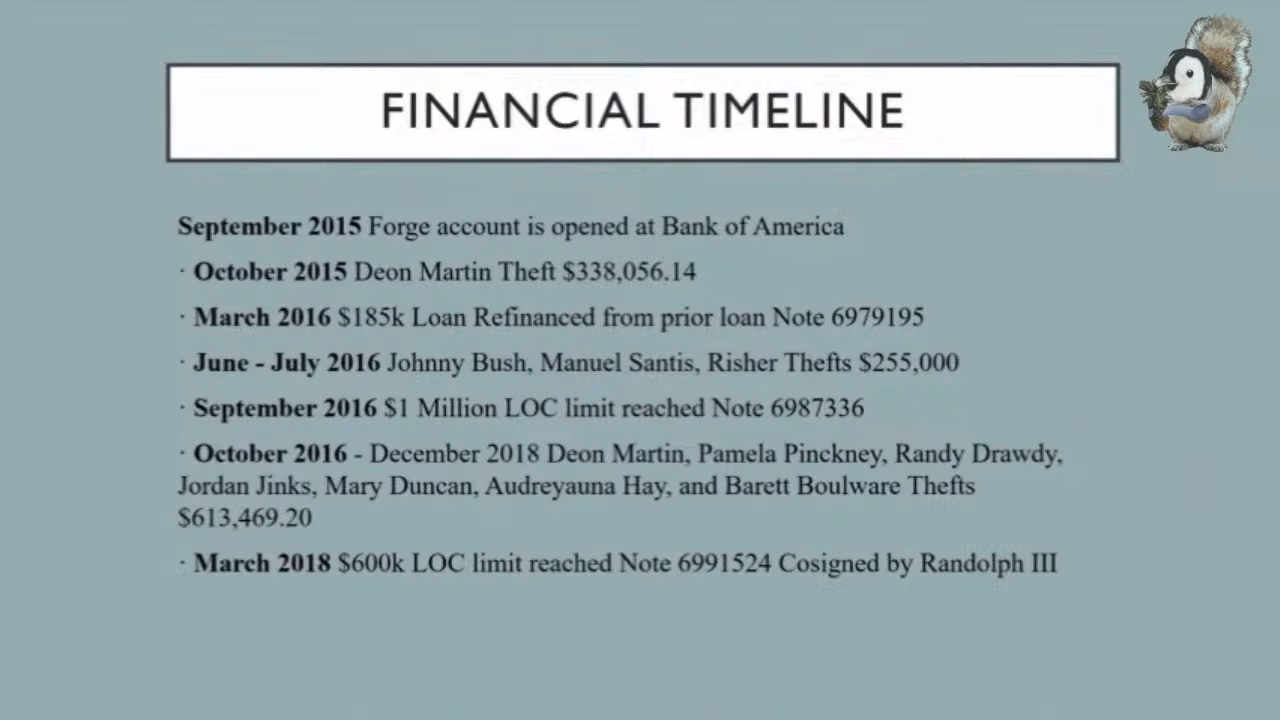 FINANCIAL TIMELINE
September 2015 Forge account is opened at Bank of America
· October 2015 Deon Martin Theft $338,056.14
· March 2016 $185k Loan Refinanced from prior loan Note 6979195
· June - July 2016 Johnny Bush, Manuel Santis, Risher Thefts $255,000
· September 2016 $1 Million LOC limit reached Note 6987336
· October 2016 - December 2018 Deon Martin, Pamela Pinckney, Randy Drawdy,
Jordan Jinks, Mary Duncan, Audreyauna Hay, and Barett Boulware Thefts
$613,469.20
· March 2018 $600k LOC limit reached Note 6991524 Cosigned by Randolph III